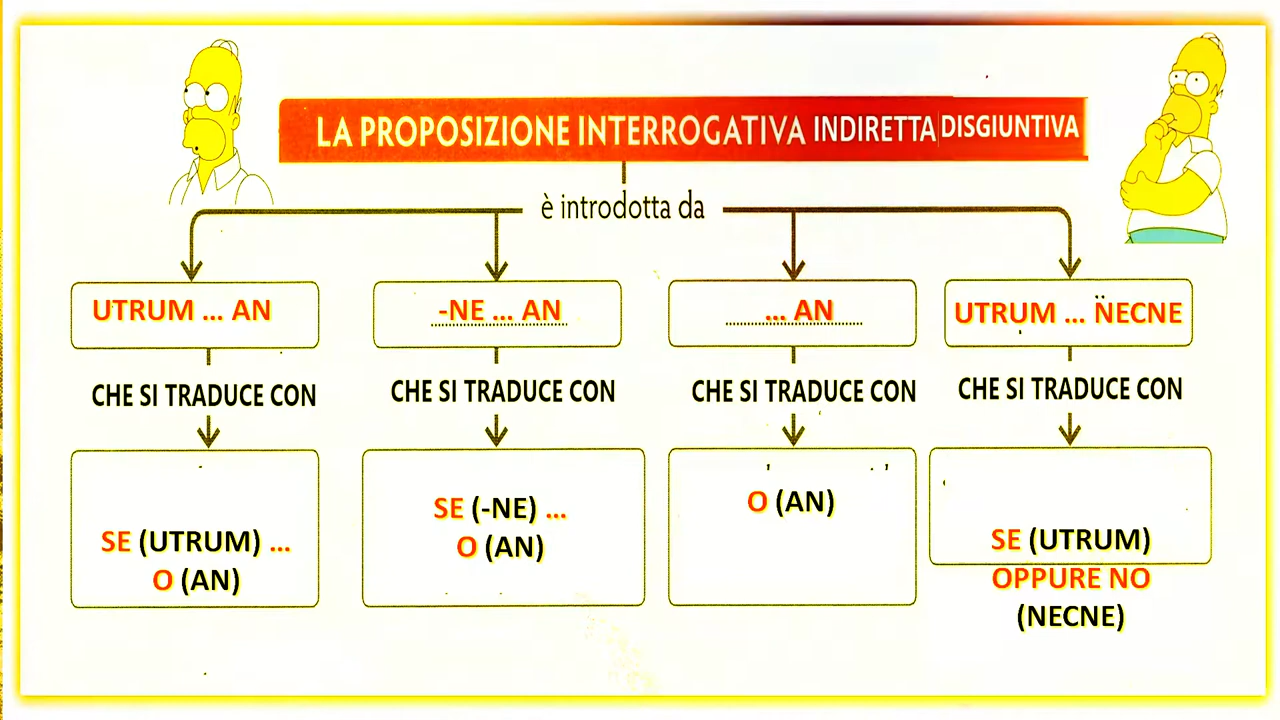 LA PROPOSIZIONE INTERROGATIVA INDIRETTA DISGIUNTIVA
è introdotta da
UTRUM ... AN
-NE ... AN
... AN
UTRUM ... NECNE
CHE SI TRADUCE CON
CHE SI TRADUCE CON
CHE SI TRADUCE CON
CHE SI TRADUCE CON
SE (UTRUM) ...
O (AN)
SE (-NE) ...
O (AN)
O (AN)
SE (UTRUM)
OPPURE NO
(NECNE)